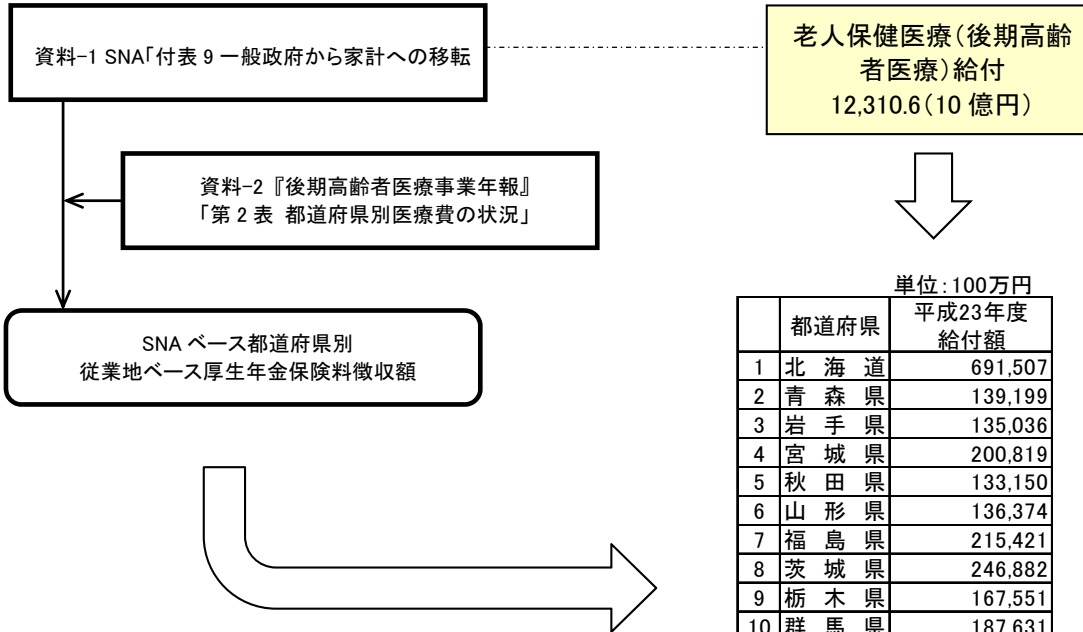 資料-1 SNA「付表 9 一般政府から家計への移転
老人保健医療(後期高齢
者医療)給付
12,310.6(10 億円)
資料-2『後期高齢者医療事業年報』
「第 2 表 都道府県別医療費の状況」
SNA ベース都道府県別
従業地ベース厚生年金保険料徴収額
単位:100万円
都道府県 平成23年度
給付額
1 北 海 道 691,507
2 青 森 県 139,199
3 岩 手 県 135,036
4 宮 城 県 200,819
5 秋 田 県 133,150
6 山 形 県 136,374
7 福 島 県 215,421
8 茨 城 県 246,882
9 栃 木 県 167,551
10 群 馬 県 187,631